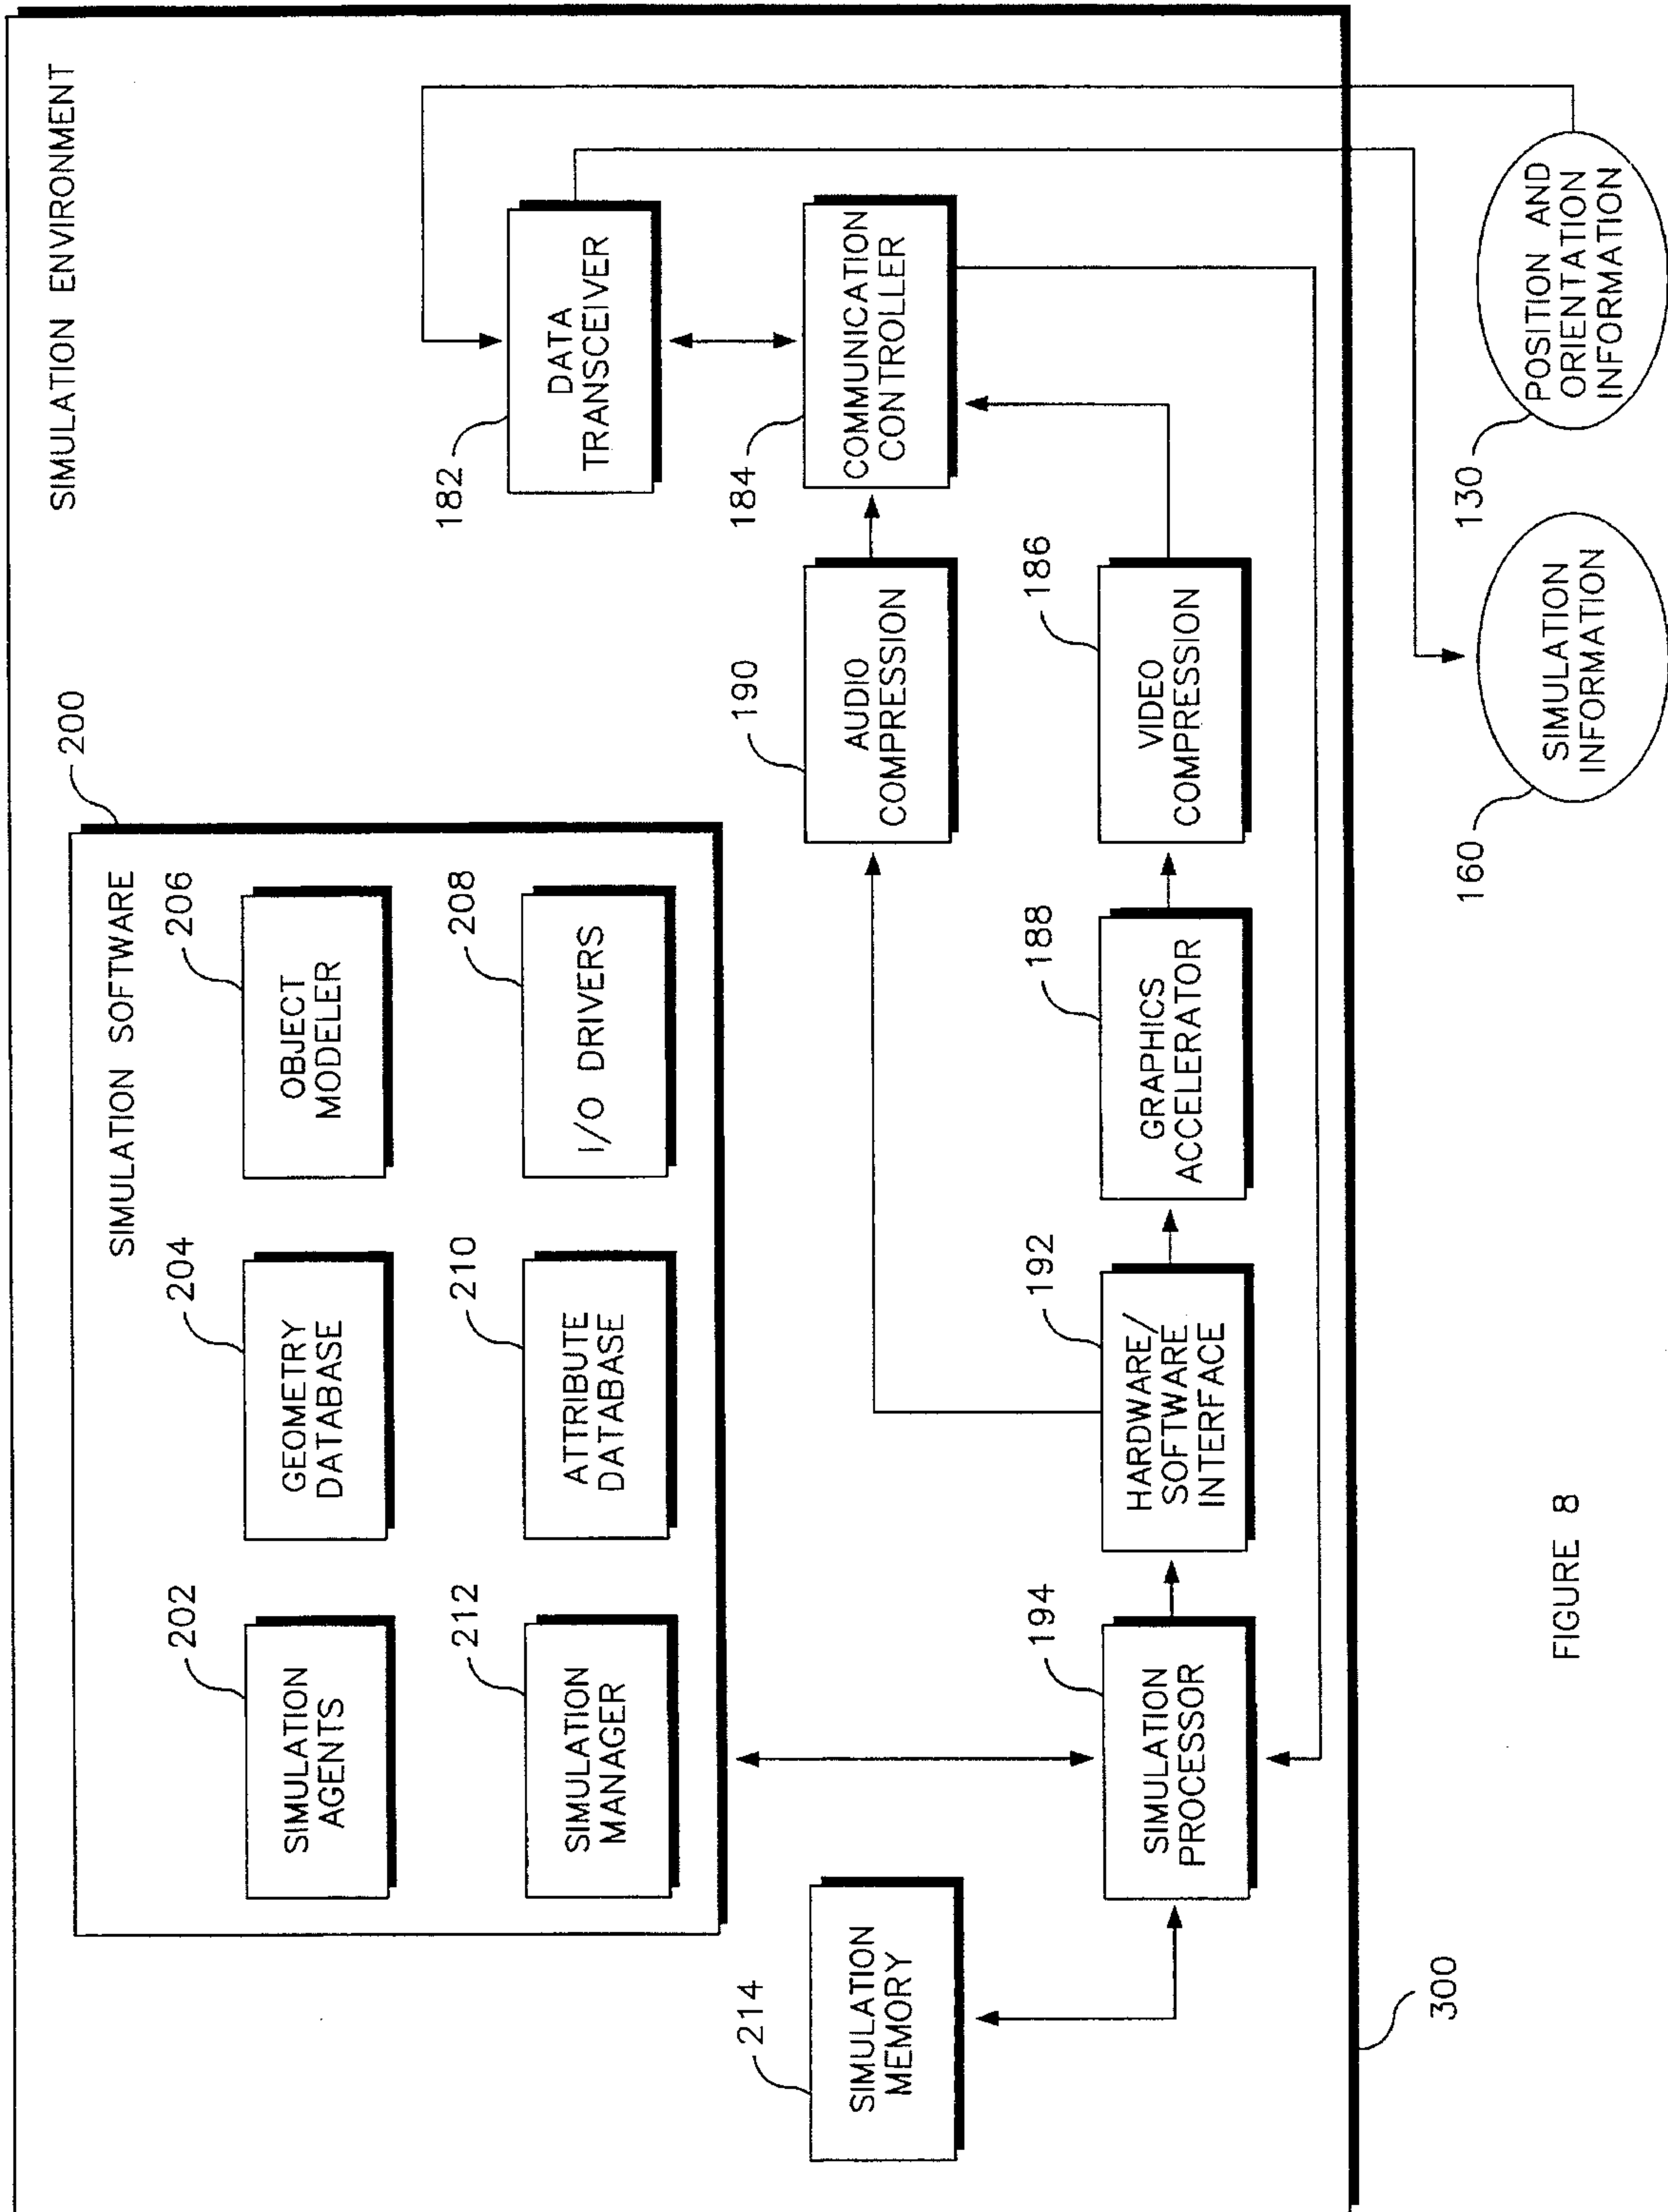 SIMULATION ENVIRONMENT
200
SIMULATION SOFTWARE
202
SIMULATION
AGENTS
204
GEOMETRY
DATABASE
206
OBJECT
MODELER
212
SIMULATION
MANAGER
210
ATTRIBUTE
DATABASE
208
I/O DRIVERS
182
DATA
TRANSCEIVER
214
SIMULATION
MEMORY
190
AUDIO
COMPRESSION
184
COMMUNICATION
CONTROLLER
194
SIMULATION
PROCESSOR
192
HARDWARE/
SOFTWARE
INTERFACE
188
GRAPHICS
ACCELERATOR
186
VIDEO
COMPRESSION
300
160
SIMULATION
INFORMATION
130
POSITION AND
ORIENTATION
INFORMATION
FIGURE 8